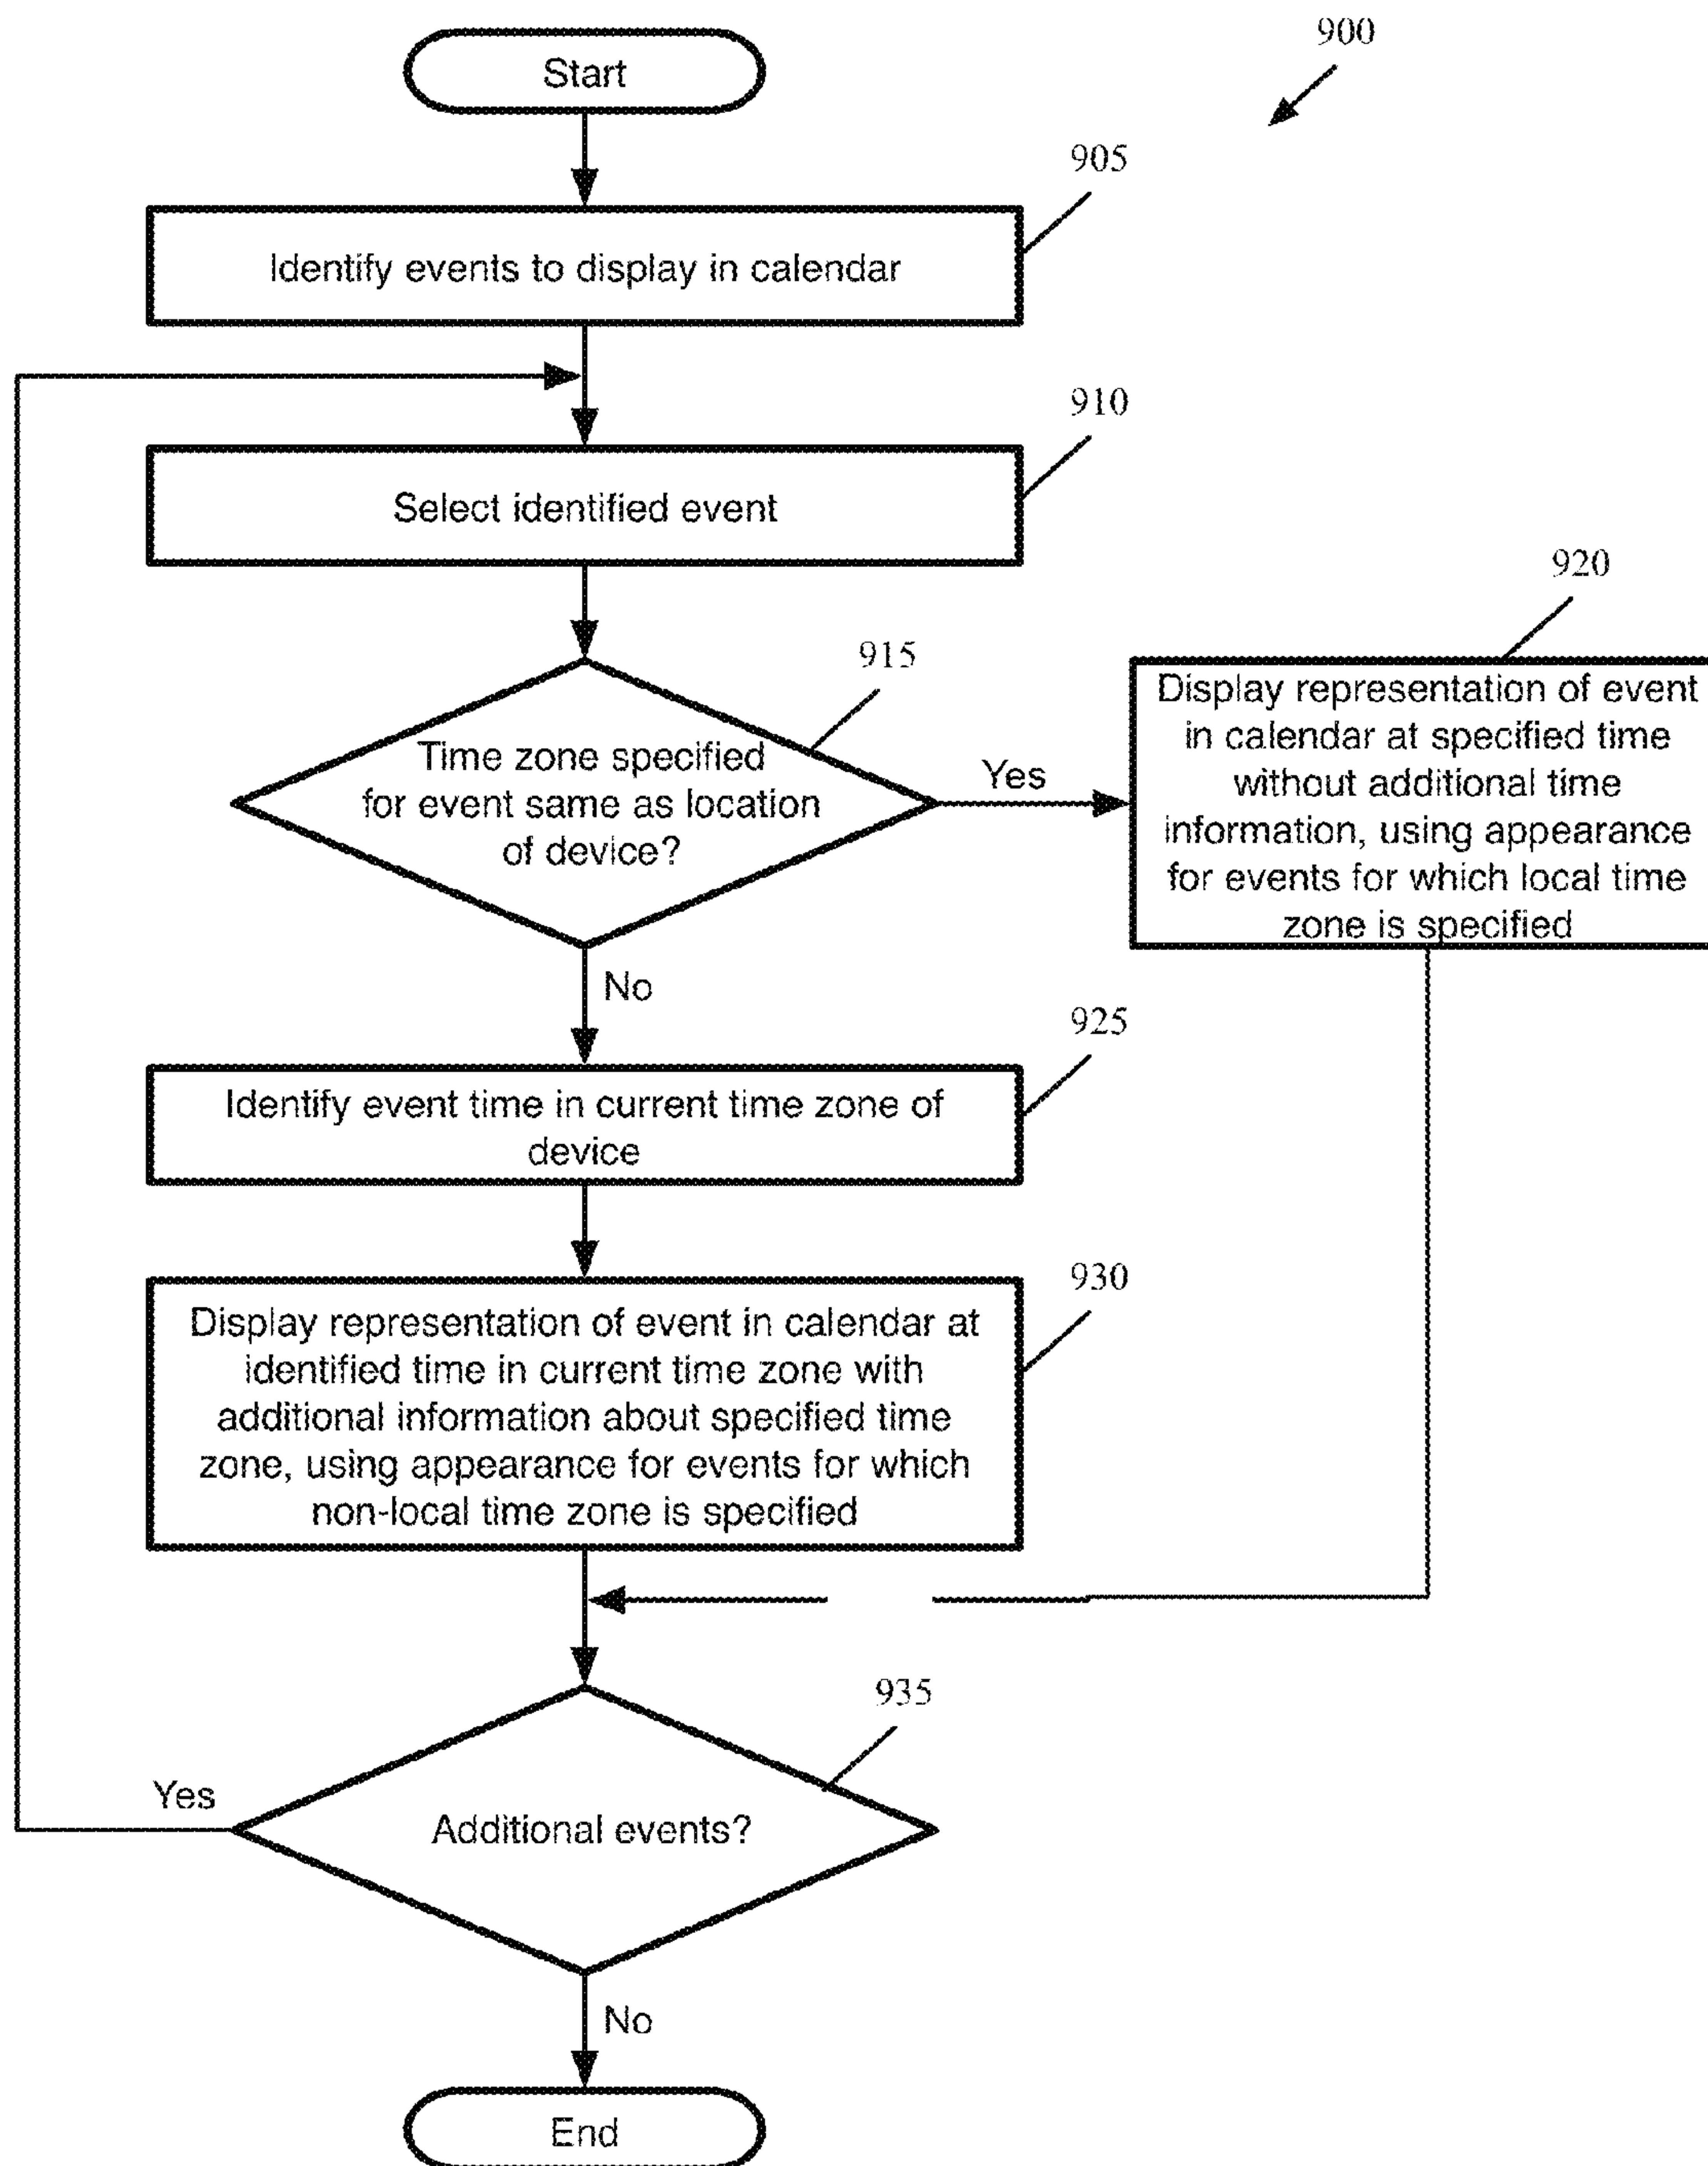 Start
900
905
Identify events to display in calendar
910
Select identified event
920
915
Time zone specified
for event same as location
of device?
Yes
Display representation of event
in calendar at specified time
without additional time
information, using appearance
for events for which local time
zone is specified
No
925
Identify event time in current time zone of
device
930
Display representation of event in calendar at
identified time in current time zone with
additional information about specified time
zone, using appearance for events for which
non-local time zone is specified
935
Yes
Additional events?
No
End